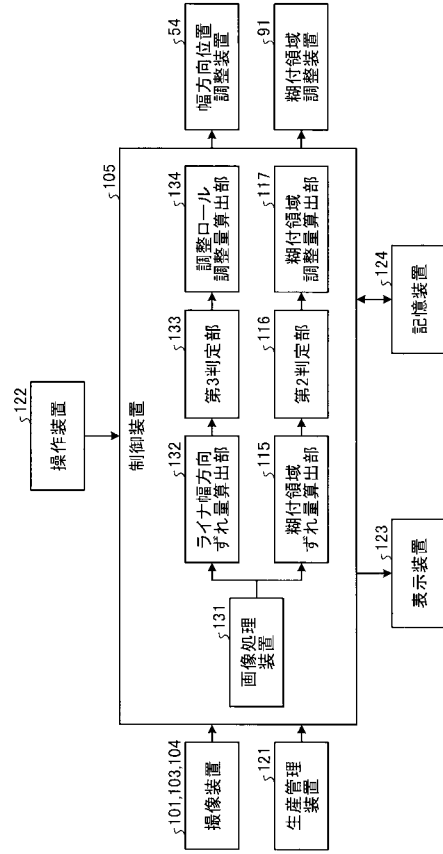 122
操作装置
105
制御装置
101,103,104
撮像装置
121
生産管理
装置
131
画像処理
装置
132
ライナ幅方向
ずれ量算出部
133
第3判定部
134
調整ロール
調整量算出部
115
糊付領域
ずれ量算出部
116
第2判定部
117
糊付領域
調整量算出部
54
幅方向位置
調整装置
91
糊付領域
調整装置
123
表示装置
124
記憶装置